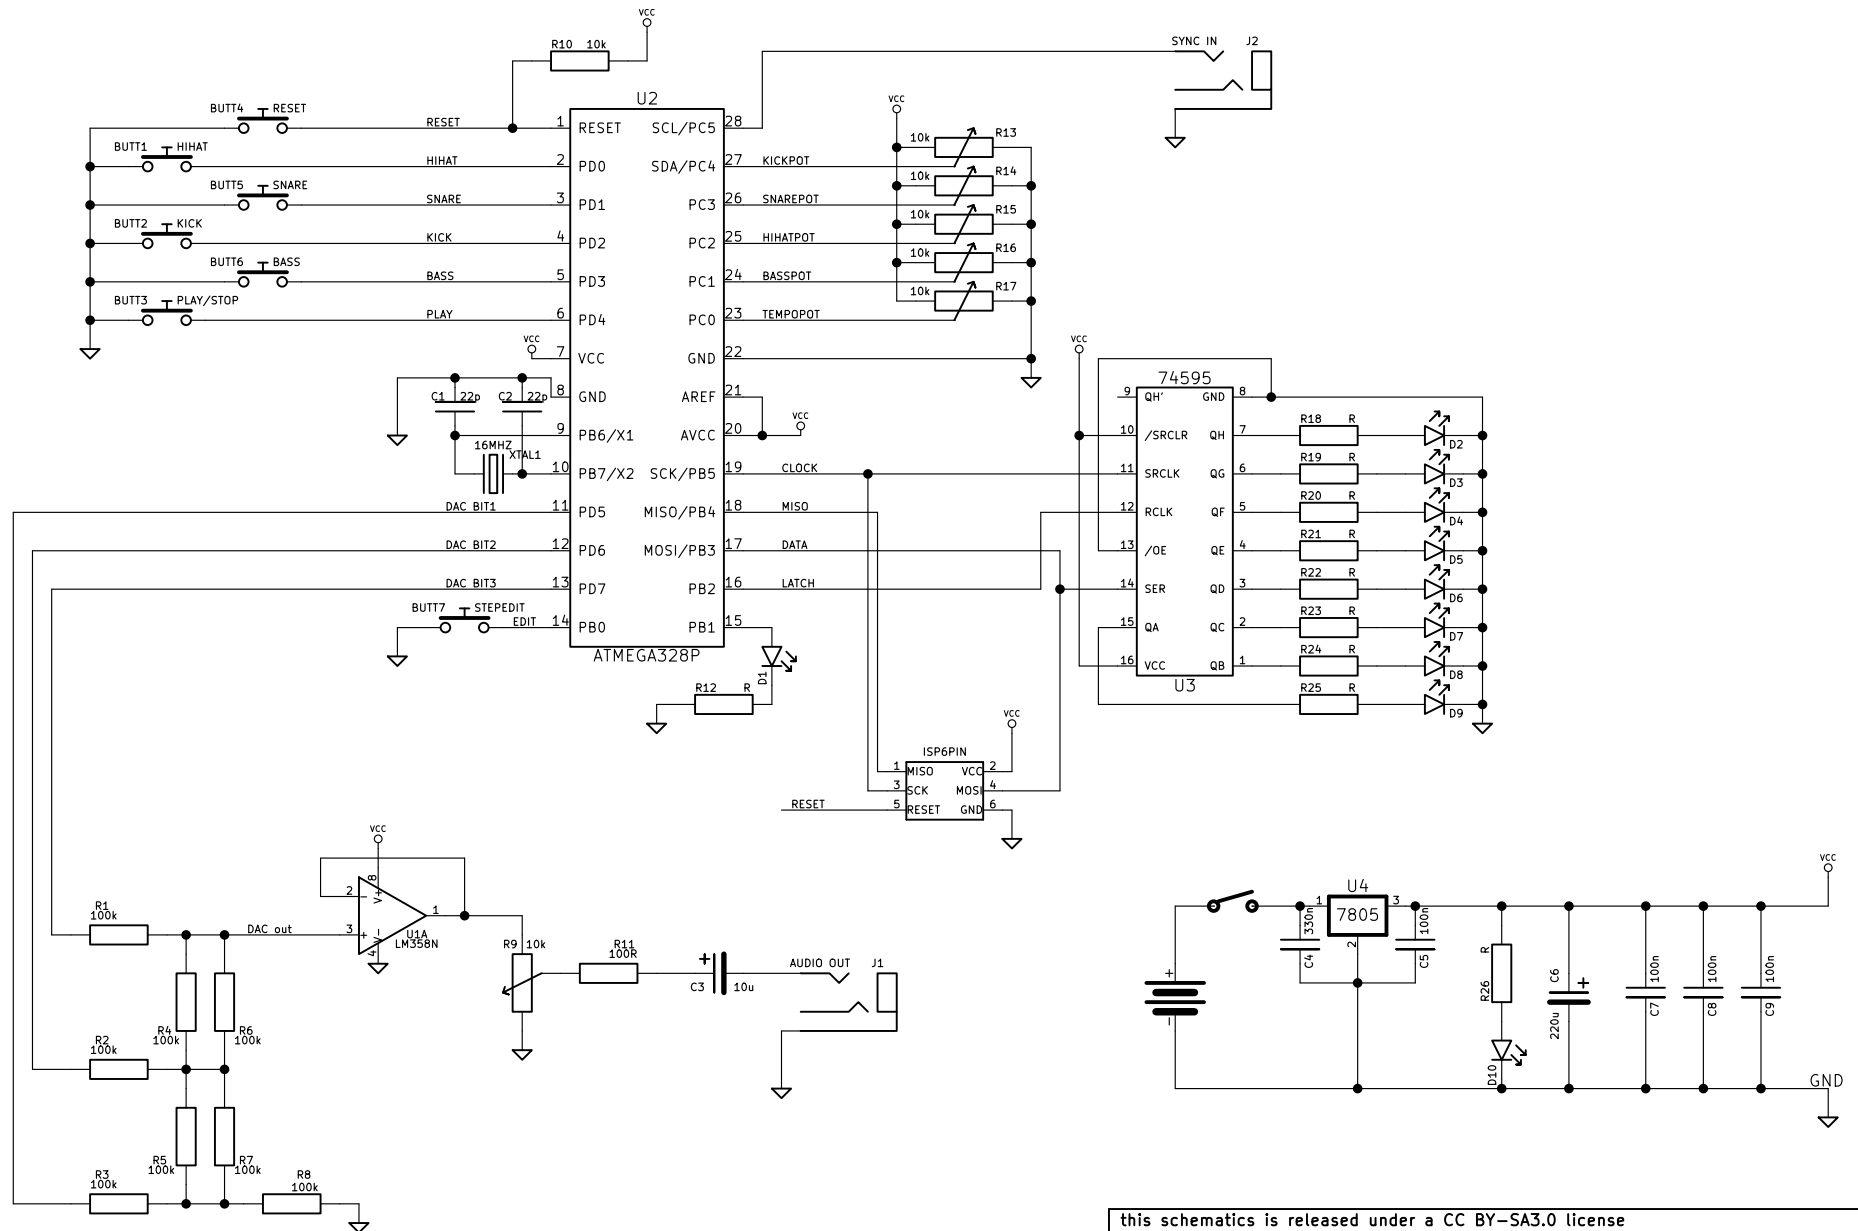 VCC
R10 10k
SYNC IN J2
U2
VCC
BUTT4 RESET
RESET 1 RESET SCL/PC5 28
BUTT1 HIHAT
HIHAT 2 PD0 SDA/PC4 27 KICKPOT
10k R13
BUTT5 SNARE
SNARE 3 PD1 PC3 26 SNAREPOT
10k R14
BUTT2 KICK
KICK 4 PD2 PC2 25 HIHATPOT
10k R15
BUTT6 BASS
BASS 5 PD3 PC1 24 BASSPOT
10k R16
BUTT3 PLAY/STOP
PLAY 6 PD4 PC0 23 TEMPOPOT
10k R17
VCC
7 VCC GND 22
C1 22p C2 22p
8 GND AREF 21
VCC
9 PB6/X1 AVCC 20
16MHZ
XTAL1
10 PB7/X2 SCK/PB5 19 CLOCK
DAC BIT1 11 PD5 MISO/PB4 18 MISO
DAC BIT2 12 PD6 MOSI/PB3 17 DATA
DAC BIT3 13 PD7 PB2 16 LATCH
BUTT7 STEPEDIT
EDIT 14 PB0 PB1 15
ATMEGA328P
D1
R12 R
VCC
74595
9 QH' GND 8
10 /SRCLR QH 7
R18 R
D2
11 SRCLK QG 6
R19 R
D3
12 RCLK QF 5
R20 R
D4
13 /OE QE 4
R21 R
D5
14 SER QD 3
R22 R
D6
15 QA QC 2
R23 R
D7
16 VCC QB 1
R24 R
D8
U3
R25 R
D9
VCC
ISP6PIN
1 MISO VCC 2
3 SCK MOSI 4
RESET 5 RESET GND 6
VCC
8
V+
2 −
1
3 +
V−
4
U1A
LM358N
R1
100k
DAC out
R9 10k
R11
100R
+
C3 10u
AUDIO OUT J1
R4
100k
R6
100k
R2
100k
R5
100k
R7
100k
R3
100k
R8
100k
VCC
U4
1 7805 3
2
330n
C4
100n
C5
+
−
R
R26
D10
C6
+
220u
100n
C7
100n
C8
100n
C9
GND
this schematics is released under a CC BY−SA3.0 license